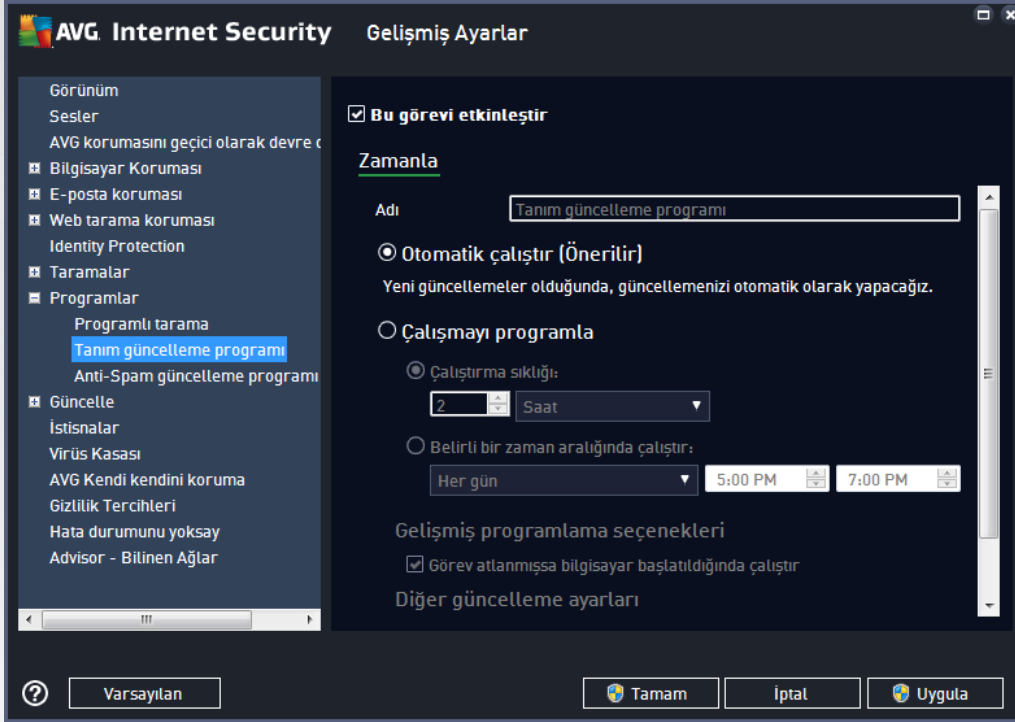 AVG. Internet Security Gelişmiş Ayarlar
Görünüm
Sesler
AVG korumasını geçici olarak devre d
Bilgisayar Koruması
E-posta koruması
Web tarama koruması
Identity Protection
Taramalar
Programlar
Programlı tarama
Tanım güncelleme programı
Anti-Spam güncelleme programı
Güncelle
İstisnalar
Virüs Kasası
AVG Kendi kendini koruma
Gizlilik Tercihleri
Hata durumunu yoksay
Advisor - Bilinen Ağlar
Bu görevi etkinleştir
Zamanla
Adı Tanım güncelleme programı
Otomatik çalıştır (Önerilir)
Yeni güncellemeler olduğunda, güncellemenizi otomatik olarak yapacağız.
Çalışmayı programla
Çalıştırma sıklığı:
2 Saat
Belirli bir zaman aralığında çalıştır:
Her gün 5:00 PM 7:00 PM
Gelişmiş programlama seçenekleri
Görev atlanmışsa bilgisayar başlatıldığında çalıştır
Diğer güncelleme ayarları
? Varsayılan Tamam İptal Uygula